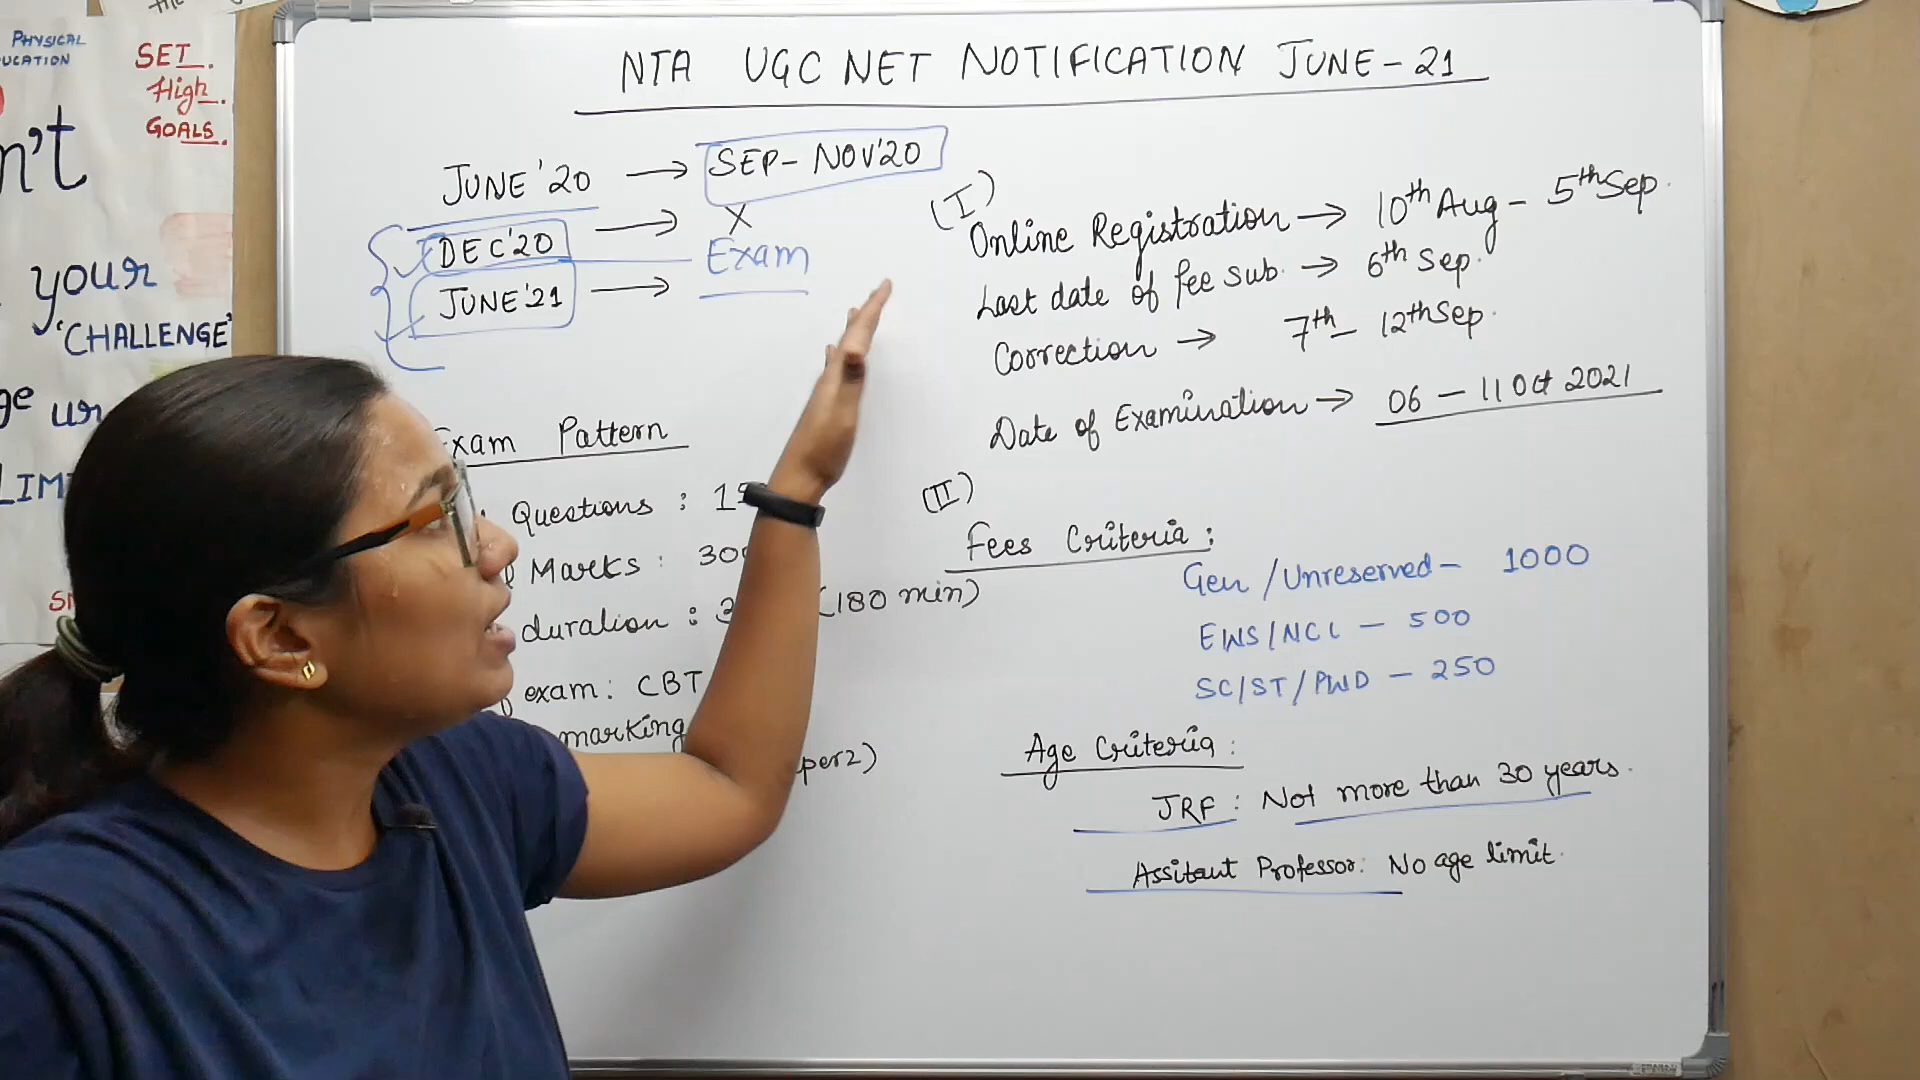 PHYSICAL
UCATION
SET.
High.
GOALS.
n't
your
'CHALLENGE'
ge ur
LIM
NTA UGC NET NOTIFICATION JUNE-21
JUNE '20 → SEP- NOV'20
DEC'20 → X
Exam
JUNE'21 →
Exam Pattern
Questions :
Marks : 300
duration : 3 (180 min)
exam: CBT
marking
per2)
(I)
Online Registration → 10th Aug - 5th Sep.
Last date of fee sub. → 6th Sep.
Correction → 7th - 12th Sep.
Date of Examination → 06 - 11 Oct 2021
(II)
Fees Criteria :
Gen /Unreserved- 1000
EWS/NCL - 500
SC/ST/PWD - 250
Age Criteria :
JRF : Not more than 30 years.
Assitant Professor: No age limit.